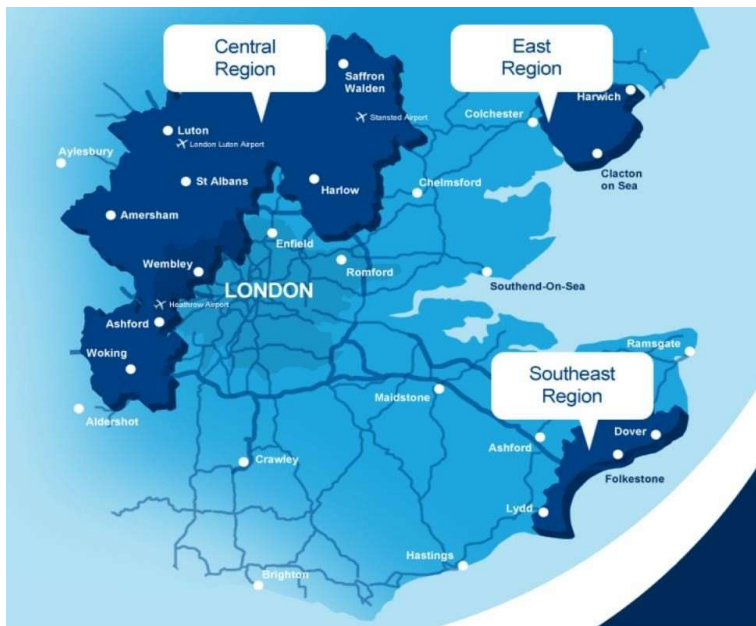 Central
Region
East
Region
Saffron
Walden
Harwich
Stansted Airport
Colchester
Luton
London Luton Airport
Aylesbury
St Albans
Harlow
Clacton
on Sea
Chelmsford
Amersham
Enfield
Wembley
Romford
Southend-On-Sea
LONDON
Heathrow Airport
Ashford
Ramsgate
Woking
Southeast
Region
Maidstone
Aldershot
Dover
Ashford
Crawley
Folkestone
Lydd
Hastings
Brighton